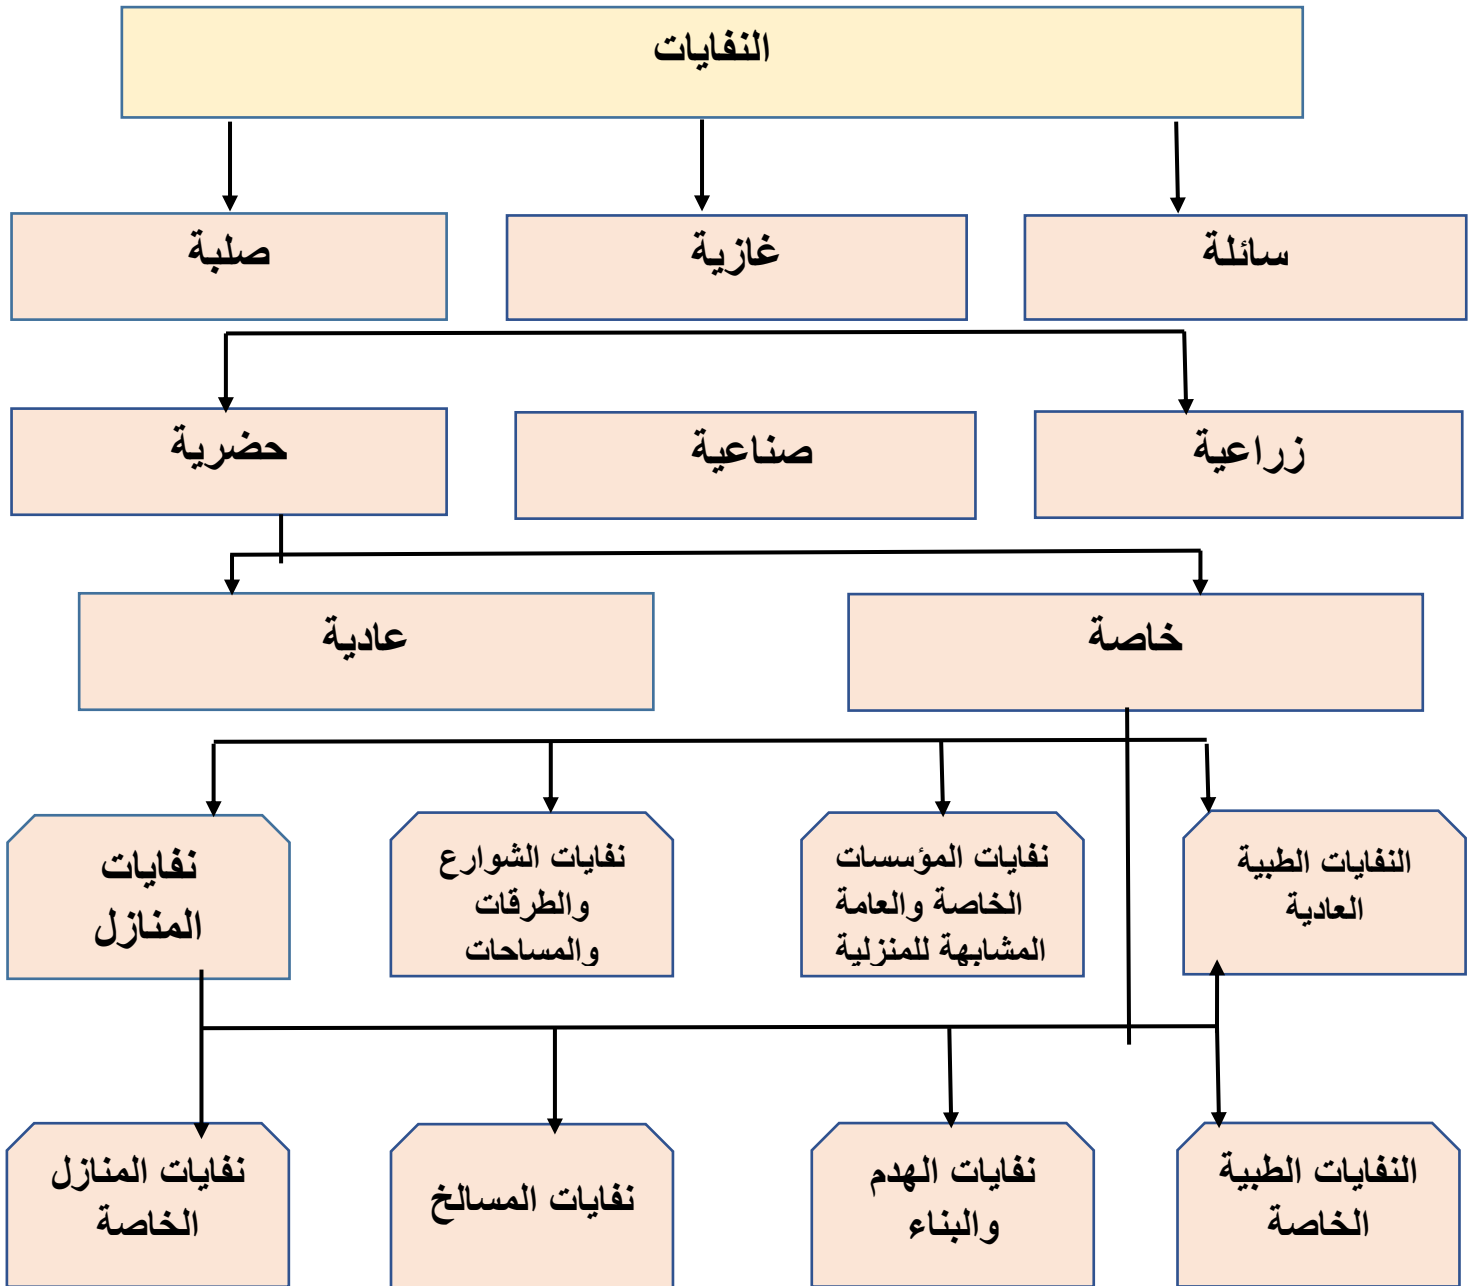 النفايات
سائلة
غازية
صلبة
زراعية
صناعية
حضرية
خاصة
عادية
النفايات الطبية
العادية
نفايات المؤسسات
الخاصة والعامة
المشابهة للمنزلية
نفايات الشوارع
والطرقات
والمساحات
نفايات
المنازل
النفايات الطبية
الخاصة
نفايات الهدم
والبناء
نفايات المسالخ
نفايات المنازل
الخاصة